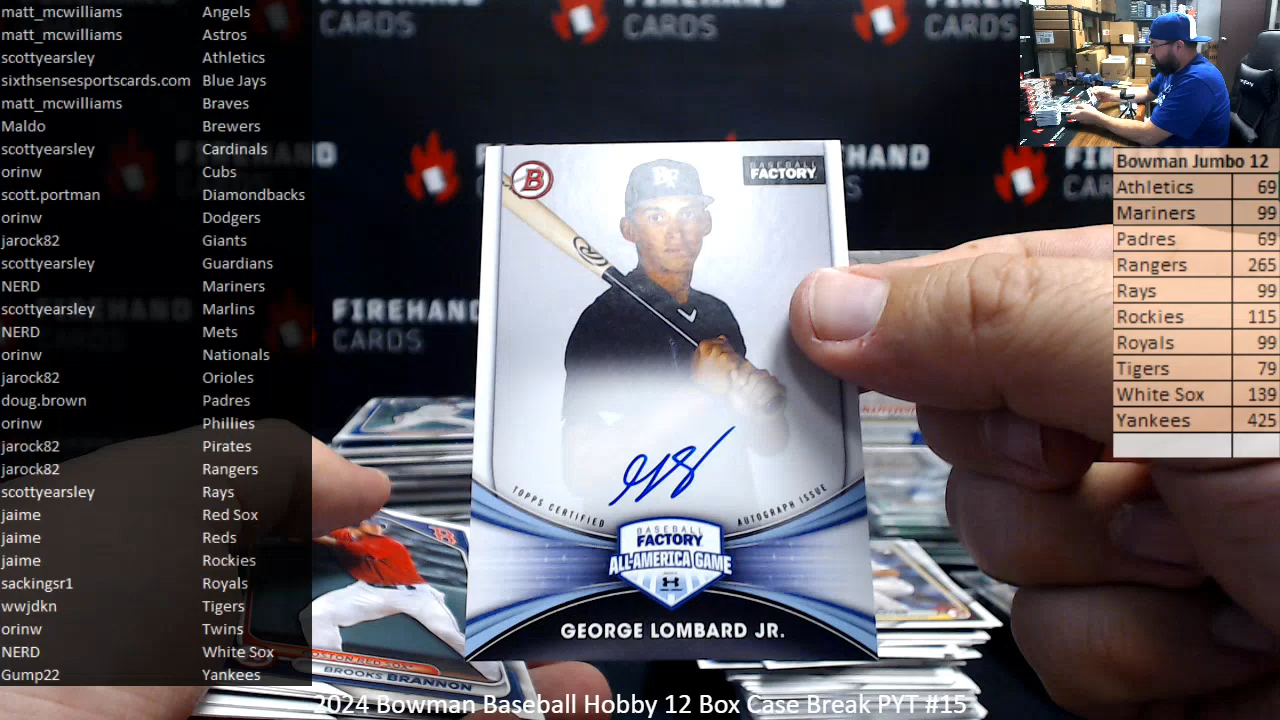 matt_mcwilliams Angels
matt_mcwilliams Astros
scottyearsley Athletics
sixthsensesportscards.com Blue Jays
matt_mcwilliams Braves
Maldo Brewers
scottyearsley Cardinals
orinw Cubs
scott.portman Diamondbacks
orinw Dodgers
jarock82 Giants
scottyearsley Guardians
NERD Mariners
scottyearsley Marlins
NERD Mets
orinw Nationals
jarock82 Orioles
doug.brown Padres
orinw Phillies
jarock82 Pirates
jarock82 Rangers
scottyearsley Rays
jaime Red Sox
jaime Reds
jaime Rockies
sackingsr1 Royals
wwjdkn Tigers
orinw Twins
NERD White Sox
Gump22 Yankees
CARDS
FIREHAND
CARDS
FIREHAND
CARDS
B
BASEBALL
FACTORY
TOPPS CERTIFIED
AUTOGRAPH ISSUE
BASEBALL
FACTORY
ALL-AMERICA GAME
GEORGE LOMBARD JR.
BOSTON RED SOX
BROOKS BRANNON
Bowman Jumbo 12
Athletics 69
Mariners 99
Padres 69
Rangers 265
Rays 99
Rockies 115
Royals 99
Tigers 79
White Sox 139
Yankees 425
2024 Bowman Baseball Hobby 12 Box Case Break PYT #15